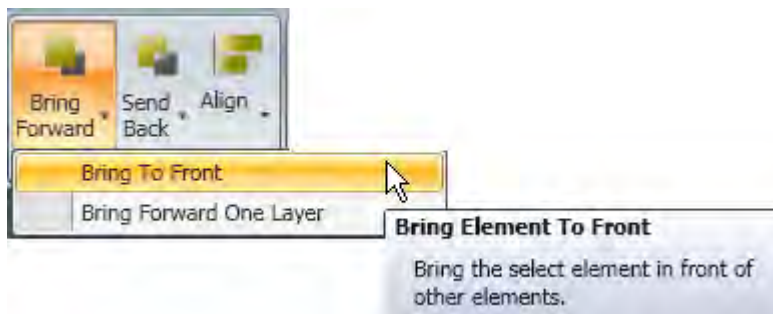 Bring Forward
Send Back
Align
Bring To Front
Bring Forward One Layer
Bring Element To Front
Bring the select element in front of
other elements.